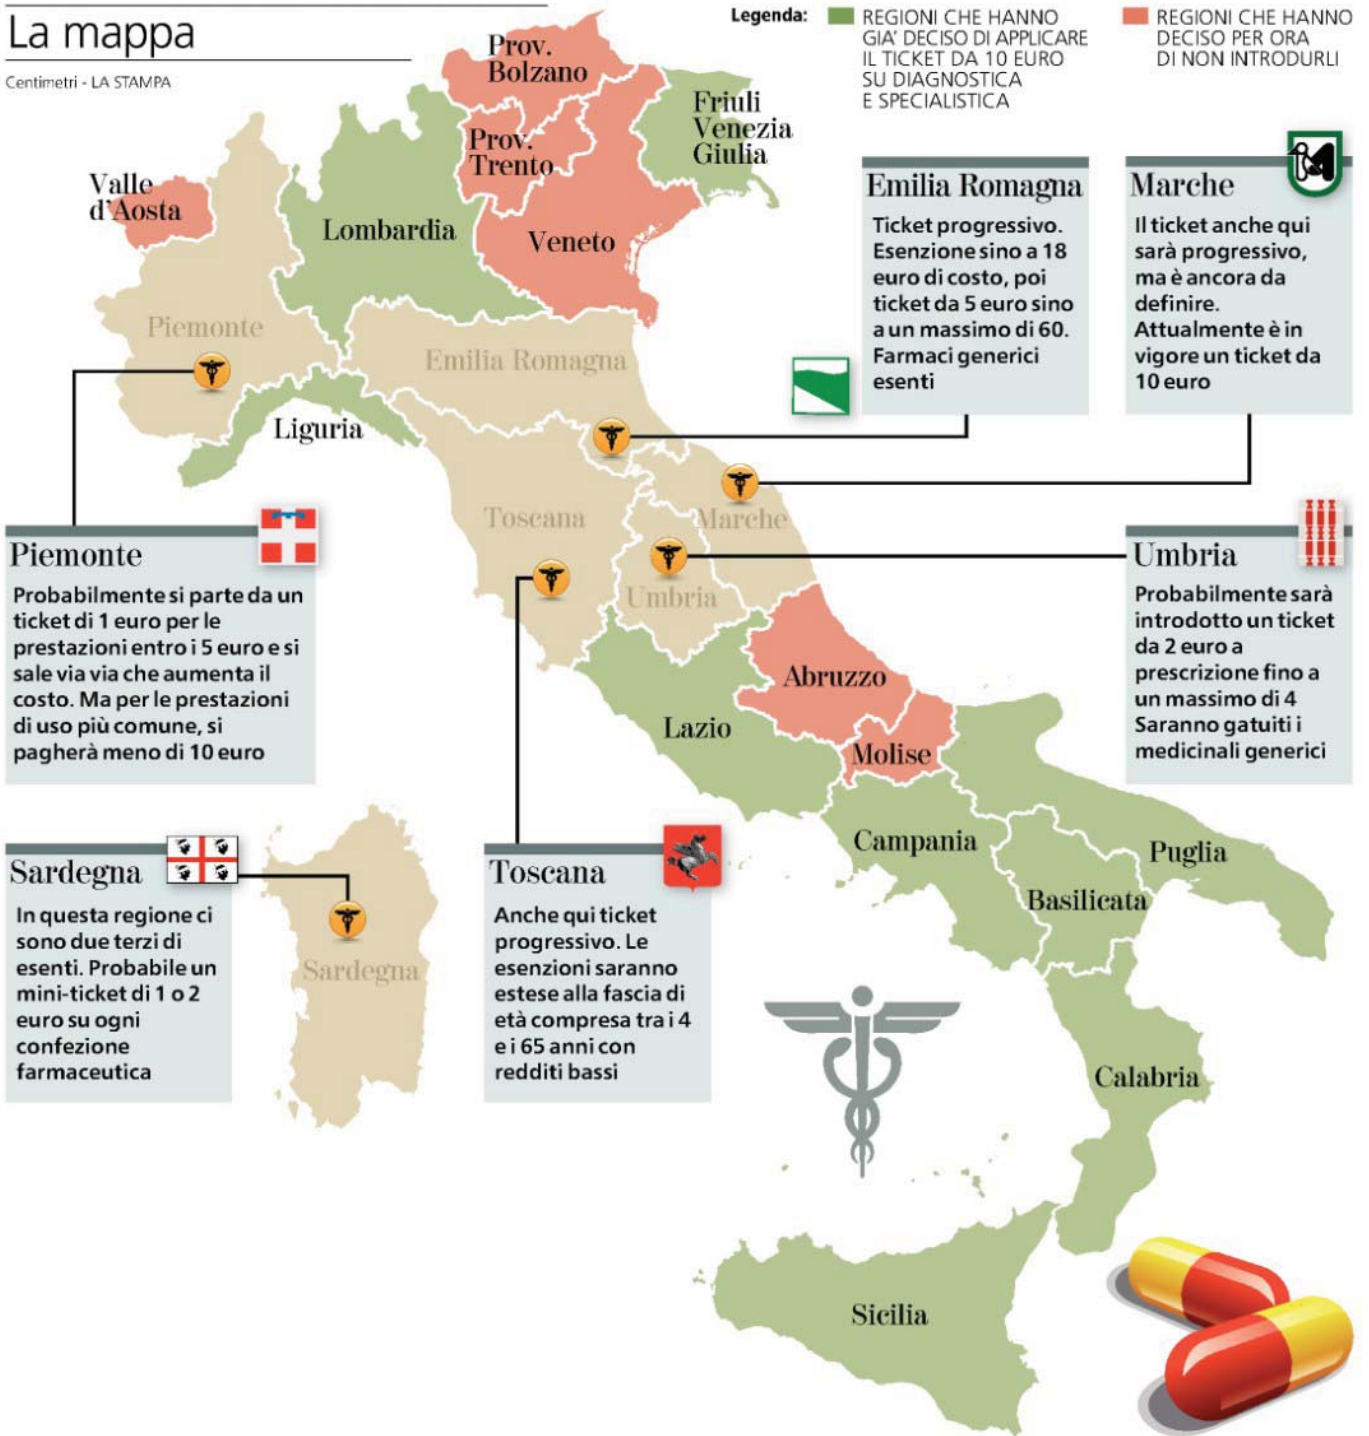 La mappa
Centimetri - LA STAMPA
Legenda:
REGIONI CHE HANNO
GIA' DECISO DI APPLICARE
IL TICKET DA 10 EURO
SU DIAGNOSTICA
E SPECIALISTICA
REGIONI CHE HANNO
DECISO PER ORA
DI NON INTRODURLI
Prov.
Bolzano
Prov.
Trento
Friuli
Venezia
Giulia
Valle
d'Aosta
Lombardia
Veneto
Piemonte
Emilia Romagna
Liguria
Toscana
Marche
Umbria
Abruzzo
Lazio
Molise
Campania
Puglia
Basilicata
Sardegna
Calabria
Sicilia
Emilia Romagna
Ticket progressivo.
Esenzione sino a 18
euro di costo, poi
ticket da 5 euro sino
a un massimo di 60.
Farmaci generici
esenti
Marche
Il ticket anche qui
sarà progressivo,
ma è ancora da
definire.
Attualmente è in
vigore un ticket da
10 euro
Piemonte
Probabilmente si parte da un
ticket di 1 euro per le
prestazioni entro i 5 euro e si
sale via via che aumenta il
costo. Ma per le prestazioni
di uso più comune, si
pagherà meno di 10 euro
Umbria
Probabilmente sarà
introdotto un ticket
da 2 euro a
prescrizione fino a
un massimo di 4
Saranno gatuiti i
medicinali generici
Sardegna
In questa regione ci
sono due terzi di
esenti. Probabile un
mini-ticket di 1 o 2
euro su ogni
confezione
farmaceutica
Toscana
Anche qui ticket
progressivo. Le
esenzioni saranno
estese alla fascia di
età compresa tra i 4
e i 65 anni con
redditi bassi